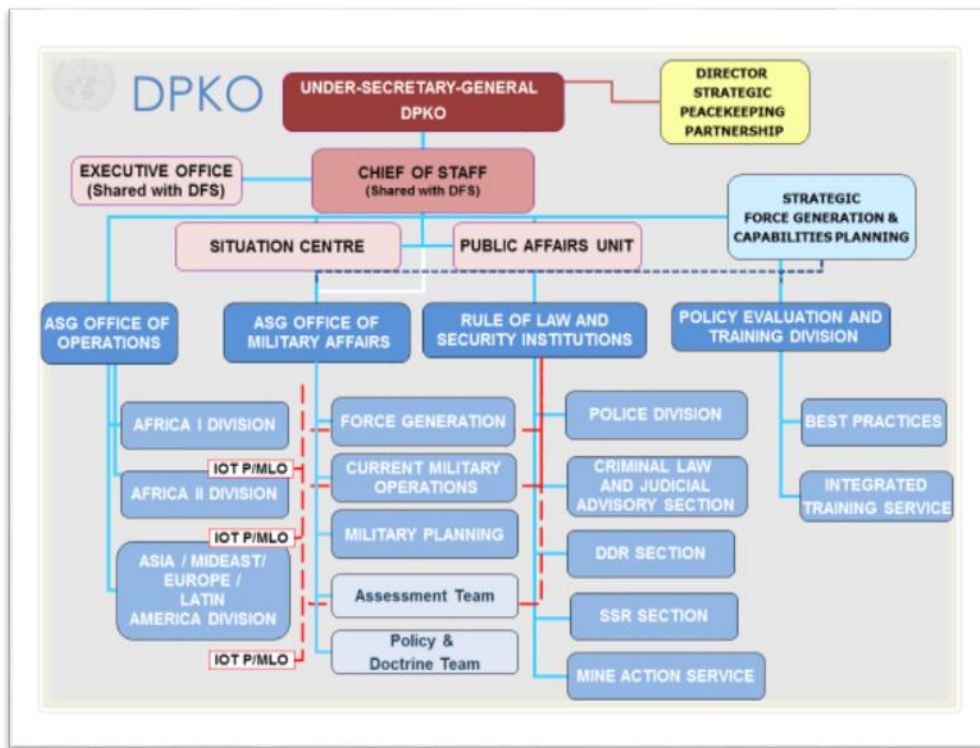 DPKO
UNDER-SECRETARY-GENERAL
DPKO
DIRECTOR
STRATEGIC
PEACEKEEPING
PARTNERSHIP
EXECUTIVE OFFICE
(Shared with DFS)
CHIEF OF STAFF
(Shared with DFS)
STRATEGIC
FORCE GENERATION &
CAPABILITIES PLANNING
SITUATION CENTRE
PUBLIC AFFAIRS UNIT
ASG OFFICE OF
OPERATIONS
ASG OFFICE OF
MILITARY AFFAIRS
RULE OF LAW AND
SECURITY INSTITUTIONS
POLICY EVALUATION AND
TRAINING DIVISION
AFRICA I DIVISION
IOT P/MLO
AFRICA II DIVISION
IOT P/MLO
ASIA / MIDEAST/
EUROPE /
LATIN
AMERICA DIVISION
IOT P/MLO
FORCE GENERATION
CURRENT MILITARY
OPERATIONS
MILITARY PLANNING
Assessment Team
Policy &
Doctrine Team
POLICE DIVISION
CRIMINAL LAW
AND JUDICIAL
ADVISORY SECTION
DDR SECTION
SSR SECTION
MINE ACTION SERVICE
BEST PRACTICES
INTEGRATED
TRAINING SERVICE